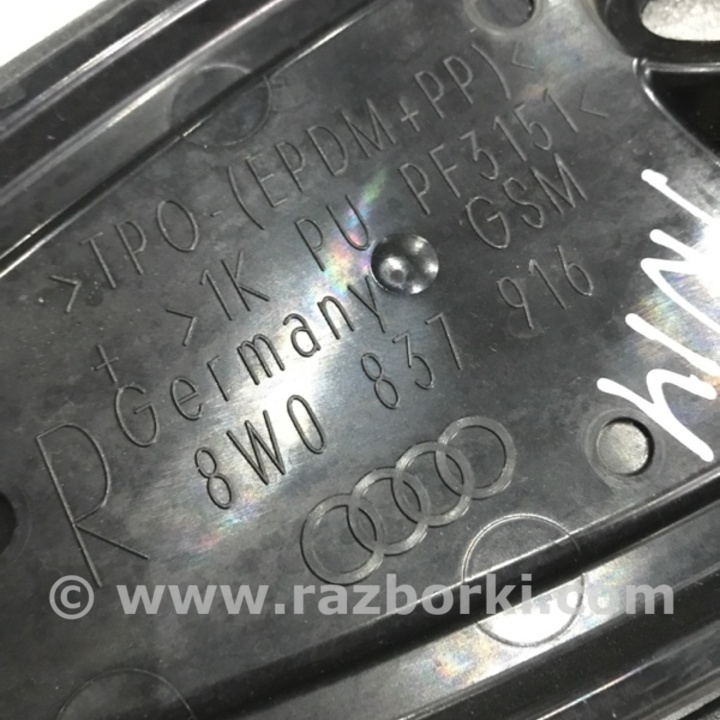 >TPO-(EPDM+PP)<
+ >1K PU PF3151<
Germany GSM
8W0 837 916
R
© www.razborki.com